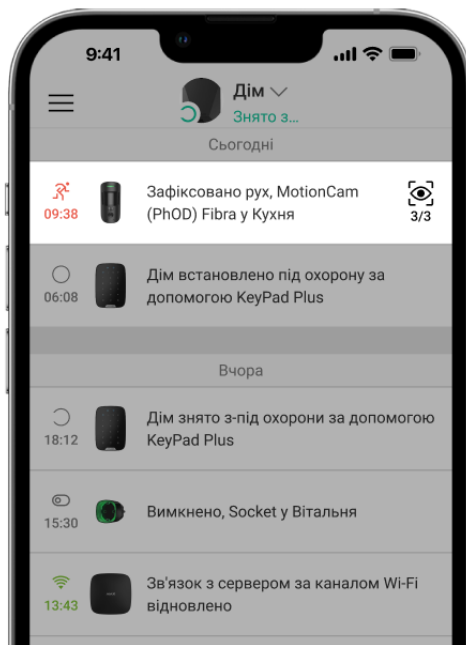 9:41
Дім
Знято з...
Сьогодні
Зафіксовано рух, MotionCam
(PhOD) Fibra у Кухня
09:38
3/3
Дім встановлено під охорону за
допомогою KeyPad Plus
06:08
Вчора
Дім знято з-під охорони за допомогою
KeyPad Plus
18:12
Вимкнено, Socket у Вітальня
15:30
Зв'язок з сервером за каналом Wi-Fi
відновлено
13:43